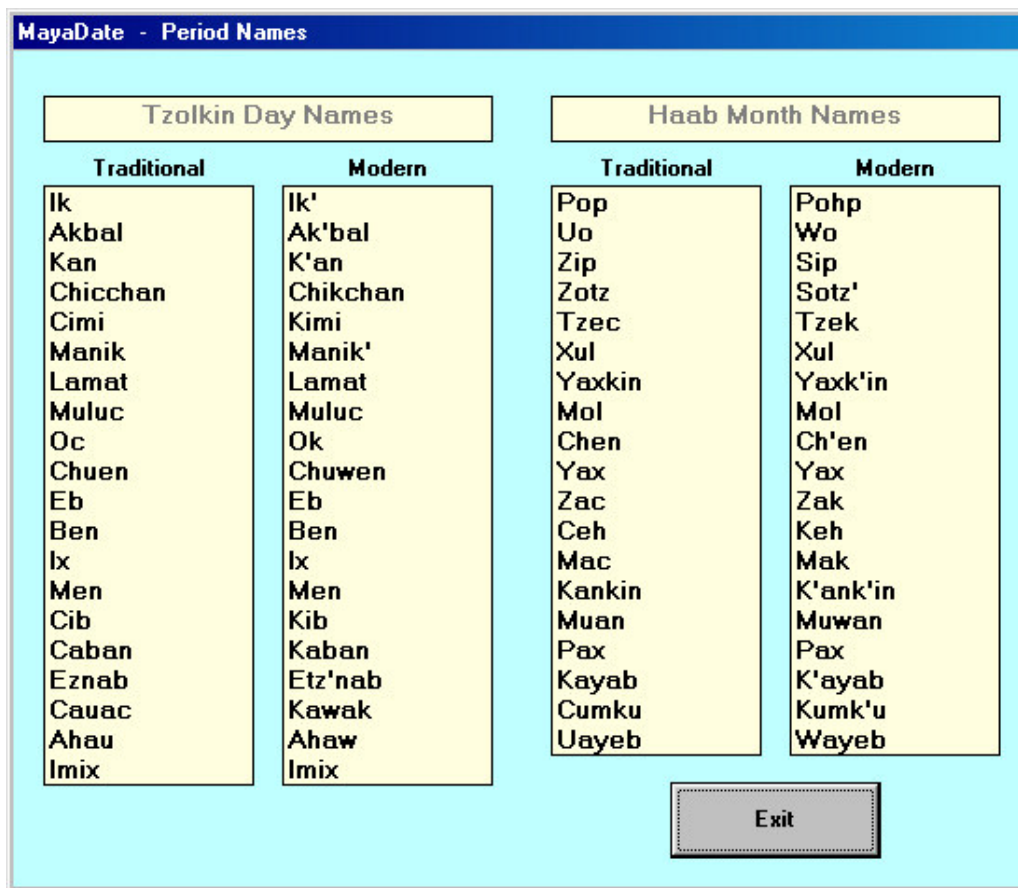 MayaDate - Period Names
Tzolkin Day Names
Traditional
Ik
Akbal
Kan
Chicchan
Cimi
Manik
Lamat
Muluc
Oc
Chuen
Eb
Ben
Ix
Men
Cib
Caban
Eznab
Cauac
Ahau
Imix
Modern
Ik'
Ak'bal
K'an
Chikchan
Kimi
Manik'
Lamat
Muluc
Ok
Chuwen
Eb
Ben
Ix
Men
Kib
Kaban
Etz'nab
Kawak
Ahaw
Imix
Haab Month Names
Traditional
Pop
Uo
Zip
Zotz
Tzec
Xul
Yaxkin
Mol
Chen
Yax
Zac
Ceh
Mac
Kankin
Muan
Pax
Kayab
Cumku
Uayeb
Modern
Pohp
Wo
Sip
Sotz'
Tzek
Xul
Yaxk'in
Mol
Ch'en
Yax
Zak
Keh
Mak
K'ank'in
Muwan
Pax
K'ayab
Kumk'u
Wayeb
Exit